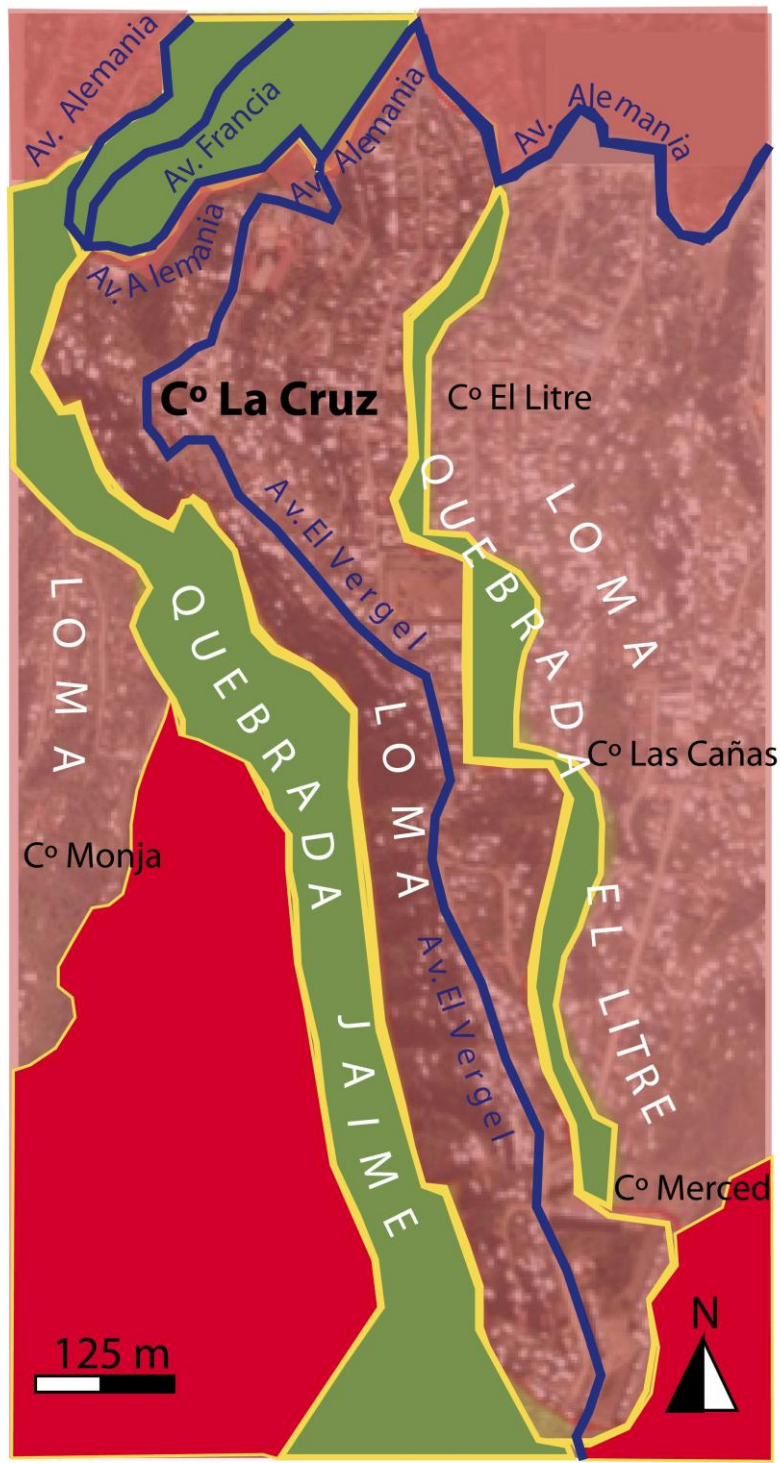 Av. Alemania
Av. Francia
Av. Alemania
Av. Alemania
Av. Alemania
Cº La Cruz
Cº El Litre
Av. El Vergel
LOMA
QUEBRADA JAIME
LOMA
QUEBRADA EL LITRE
LOMA
Cº Las Cañas
Cº Monja
Av. El Vergel
Cº Merced
125 m
N